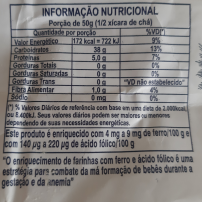 INFORMAÇÃO NUTRICIONAL
Porção de 50g (1/2 xícara de chá)
Quantidade por porção %VD(*)
Valor Energético 172 kcal = 722 kJ 9%
Carboidratos 38 g 13%
Proteínas 5,0 g 7%
Gorduras Totais 0 g 0%
Gorduras Saturadas 0 g 0%
Gorduras Trans 0 g "VD não estabelecido"
Fibra Alimentar 1,0 g 4%
Sódio 0 mg 0%
(*) % Valores Diários de referência com base em uma dieta de 2.000kcal,
ou 8.400kJ. Seus valores diários podem ser maiores ou menores
dependendo de suas necessidades energéticas.
Este produto é enriquecido com 4 mg a 9 mg de ferro/100 g e
com 140 µg a 220 µg de ácido fólico/100 g
"O enriquecimento de farinhas com ferro e ácido fólico é uma
estratégia para combate da má formação de bebês durante a
gestação e da anemia"